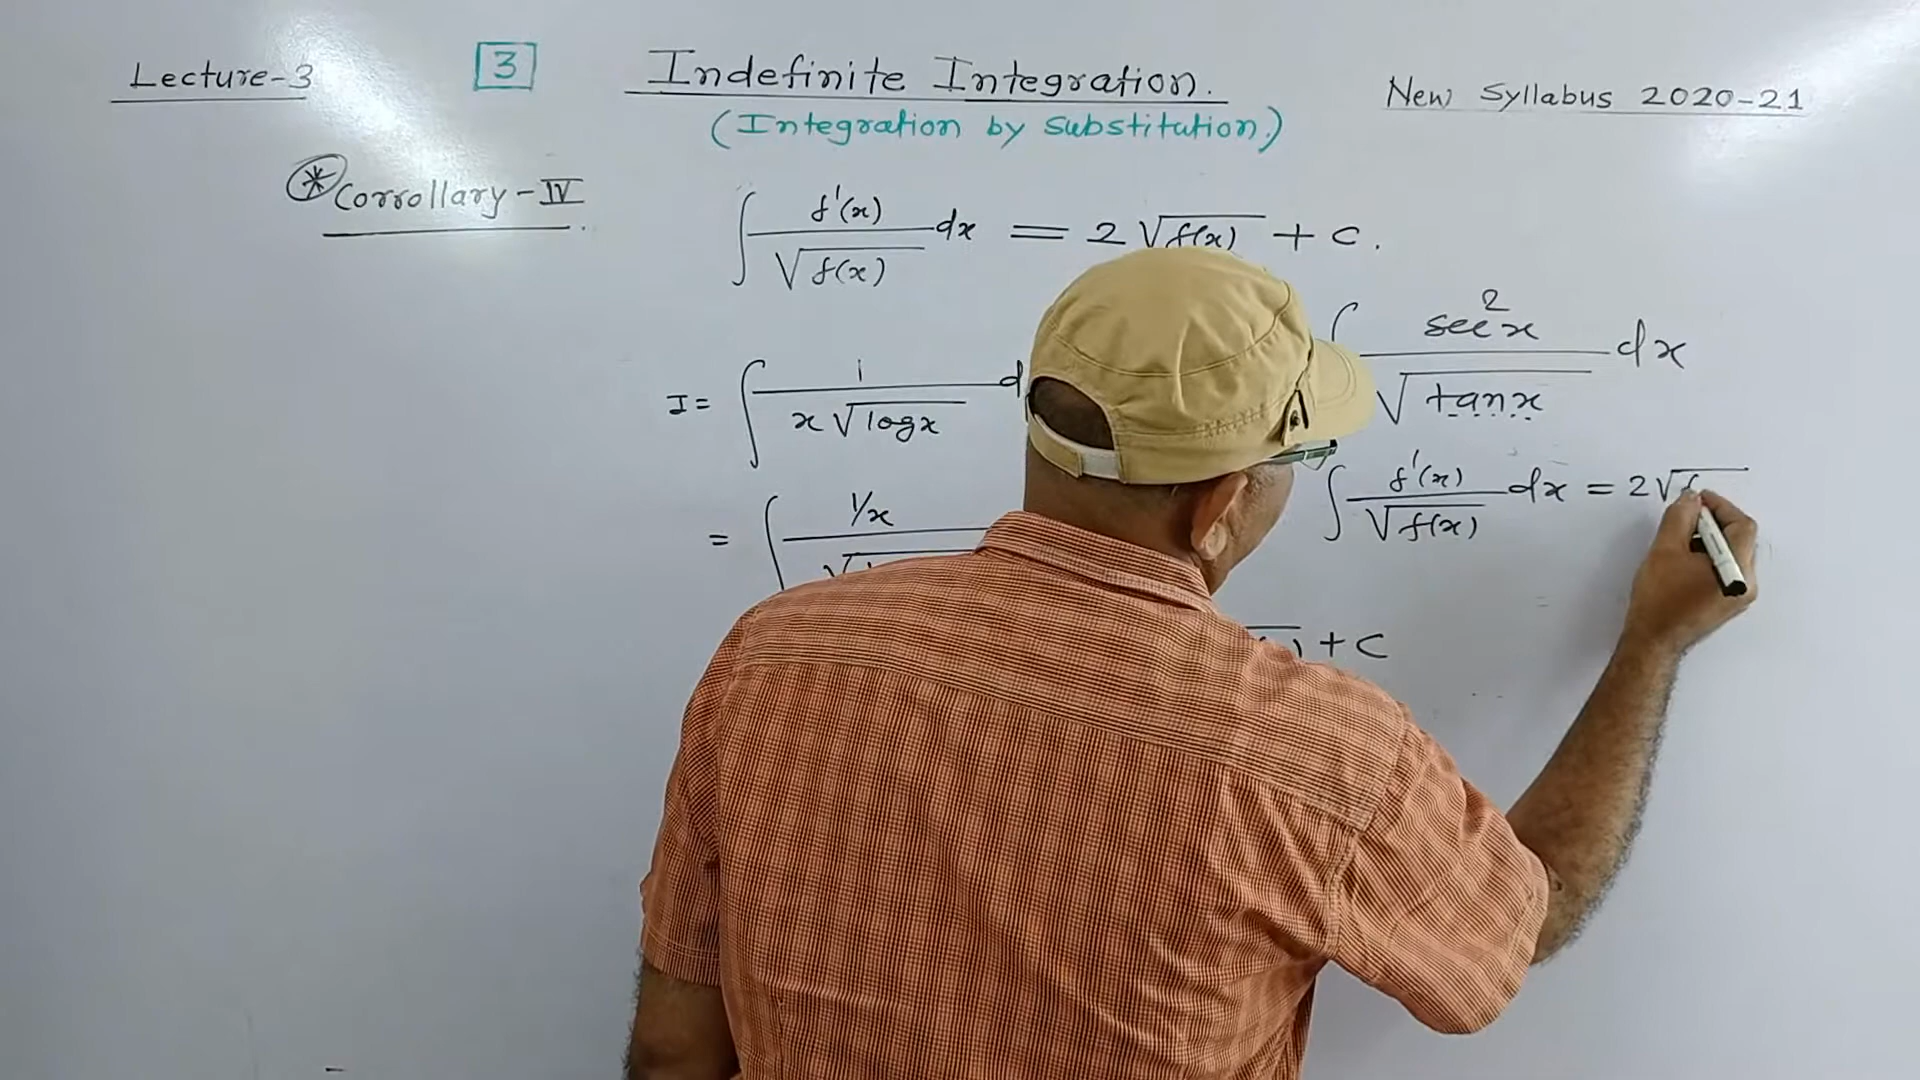 Lecture-3
3
Indefinite Integration.
New Syllabus 2020-21
(Integration by Substitution.)
* Corrollary - IV.
∫ f'(x) / √f(x) dx = 2 √f(x) + c.
I = ∫ 1 / x √logx d
∫ sec²x / √tanx dx
= ∫ 1/x / √
∫ f'(x) / √f(x) dx = 2√f
+ C